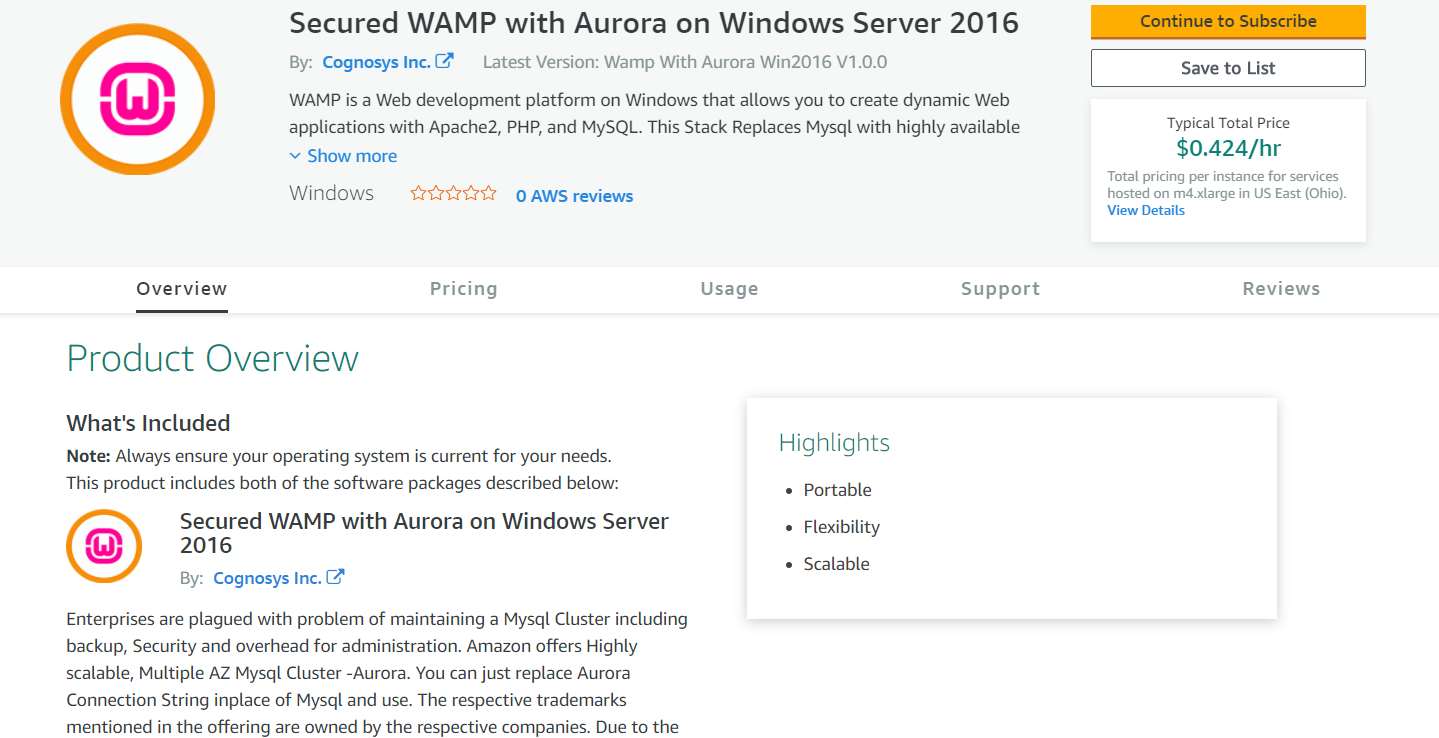 Secured WAMP with Aurora on Windows Server 2016
By: Cognosys Inc. Latest Version: Wamp With Aurora Win2016 V1.0.0
WAMP is a Web development platform on Windows that allows you to create dynamic Web
applications with Apache2, PHP, and MySQL. This Stack Replaces Mysql with highly available
Show more
Windows 0 AWS reviews
Continue to Subscribe
Save to List
Typical Total Price
$0.424/hr
Total pricing per instance for services
hosted on m4.xlarge in US East (Ohio).
View Details
Overview Pricing Usage Support Reviews
Product Overview
What's Included
Note: Always ensure your operating system is current for your needs.
This product includes both of the software packages described below:
Secured WAMP with Aurora on Windows Server
2016
By: Cognosys Inc.
Enterprises are plagued with problem of maintaining a Mysql Cluster including
backup, Security and overhead for administration. Amazon offers Highly
scalable, Multiple AZ Mysql Cluster -Aurora. You can just replace Aurora
Connection String inplace of Mysql and use. The respective trademarks
mentioned in the offering are owned by the respective companies. Due to the
Highlights
Portable
Flexibility
Scalable